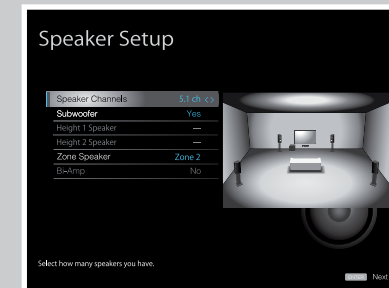 Speaker Setup
Speaker Channels 5.1 ch < >
Subwoofer Yes
Height 1 Speaker —
Height 2 Speaker —
Zone Speaker Zone 2
Bi-Amp No
Select how many speakers you have.
ENTER Next